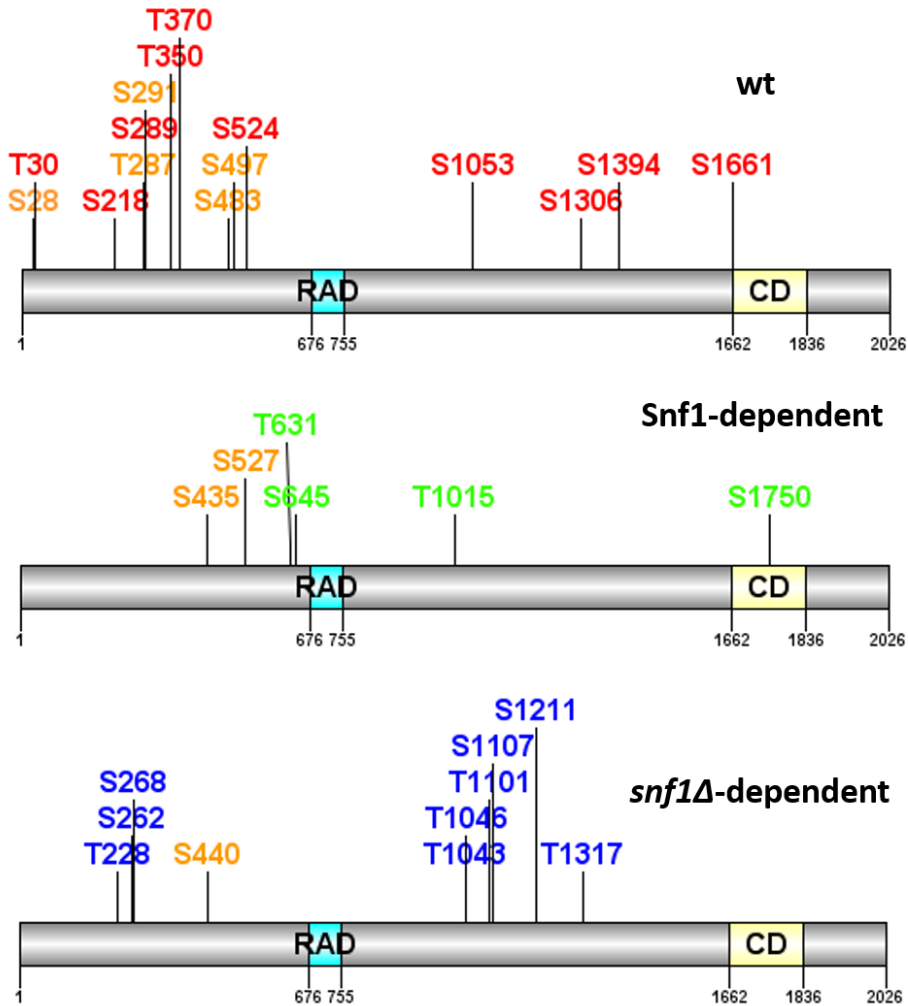 T370
T350
S291
wt
S289 S524
T30 T287 S497 S1053 S1394 S1661
S28 S218 S483 S1306
RAD CD
1 676 755 1662 1836 2026
Snf1-dependent
T631
S527
S435 S645 T1015 S1750
RAD CD
1 676 755 1662 1836 2026
S1211
S1107
S268 T1101 snf1Δ-dependent
S262 T1046
T228 S440 T1043 T1317
RAD CD
1 676 755 1662 1836 2026